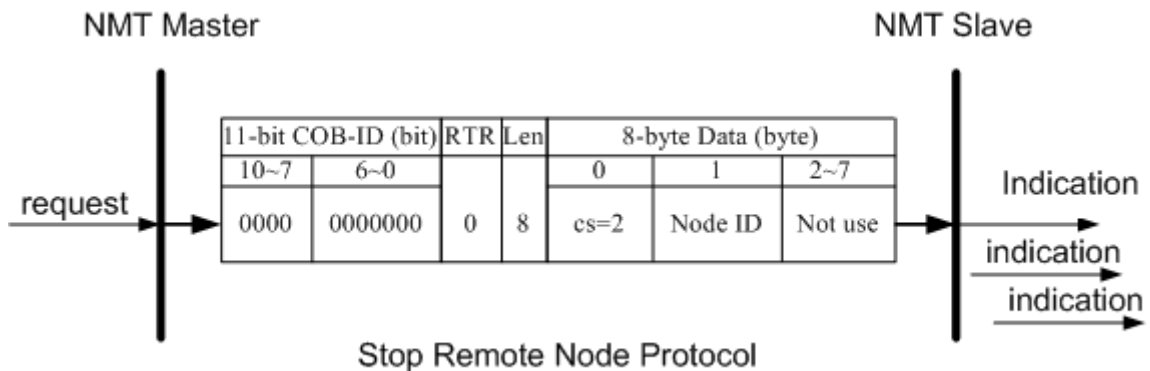 NMT Master NMT Slave
11-bit COB-ID (bit) RTR Len 8-byte Data (byte)
10~7 6~0 0 1 2~7
request 0000 0000000 0 8 cs=2 Node ID Not use Indication
indication
indication
Stop Remote Node Protocol